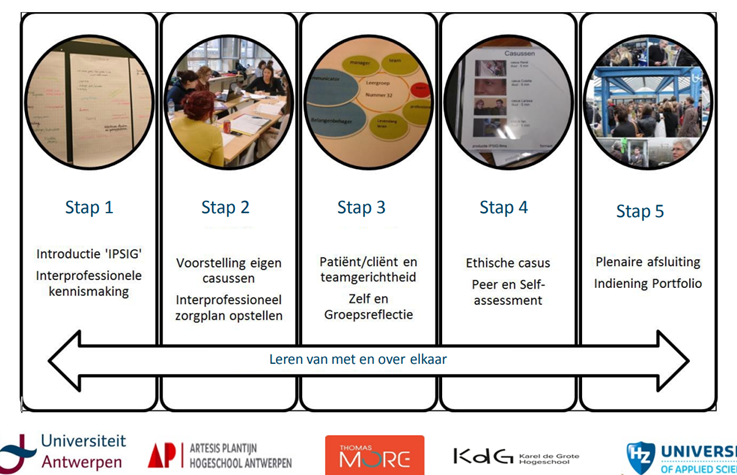 Casussen
Stap 1
Stap 2
Stap 3
Stap 4
Stap 5
Introductie 'IPSIG'
Interprofessionele
kennismaking
Voorstelling eigen
casussen
Interprofessioneel
zorgplan opstellen
Patiënt/cliënt en
teamgerichtheid
Zelf en
Groepsreflectie
Ethische casus
Peer en Self-
assessment
Plenaire afsluiting
Indiening Portfolio
Leren van met en over elkaar
Universiteit
Antwerpen
AP
ARTESIS PLANTIJN
HOGESCHOOL ANTWERPEN
THOMAS
MORE
KdG
Karel de Grote
Hogeschool
HZ
UNIVERSI
OF APPLIED SCIEN